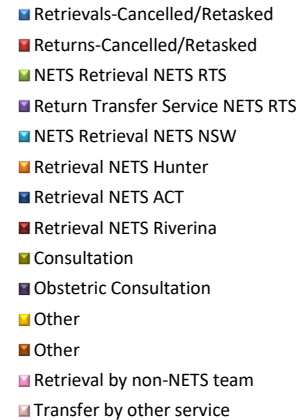 Retrievals-Cancelled/Retasked
Returns-Cancelled/Retasked
NETS Retrieval NETS RTS
Return Transfer Service NETS RTS
NETS Retrieval NETS NSW
Retrieval NETS Hunter
Retrieval NETS ACT
Retrieval NETS Riverina
Consultation
Obstetric Consultation
Other
Other
Retrieval by non-NETS team
Transfer by other service